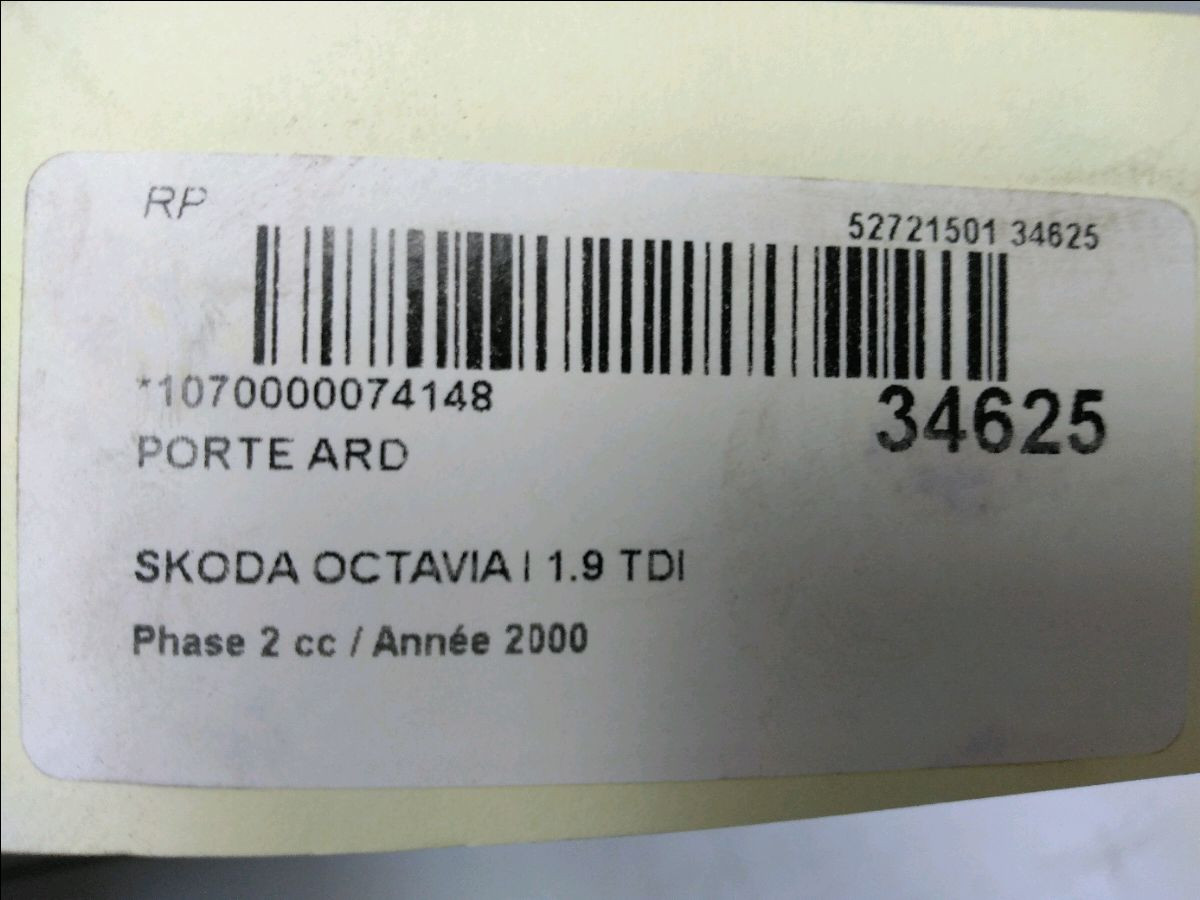 RP
52721501 34625
*1070000074148
34625
PORTE ARD
SKODA OCTAVIA I 1.9 TDI
Phase 2 cc / Année 2000